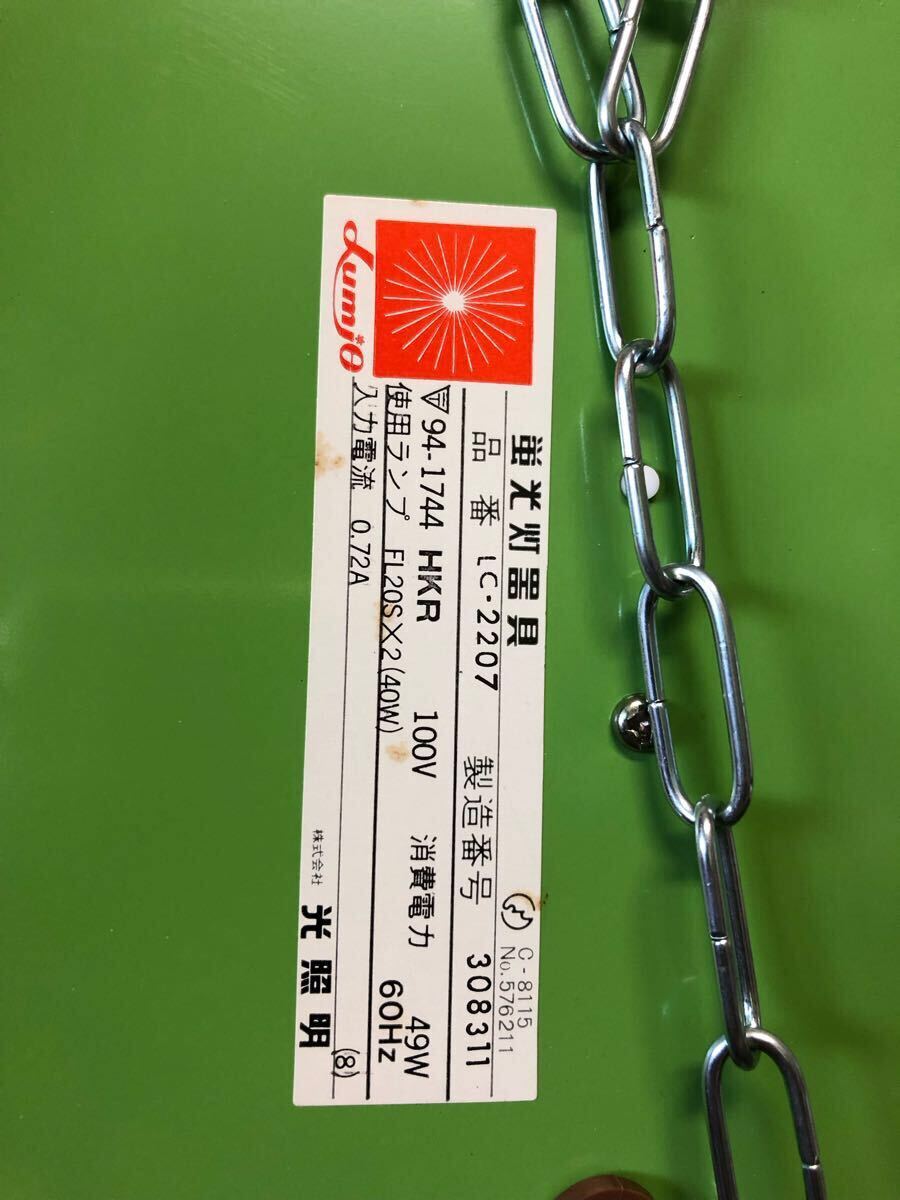 Lumjo
蛍光灯器具
C-8115
No.576211
品番 LC-2207 製造番号 308311
94-1744 HKR 100V 消費電力 49W
使用ランプ FL20S×2(40W) 60Hz
入力電流 0.72A
(8)
株式会社 光照明